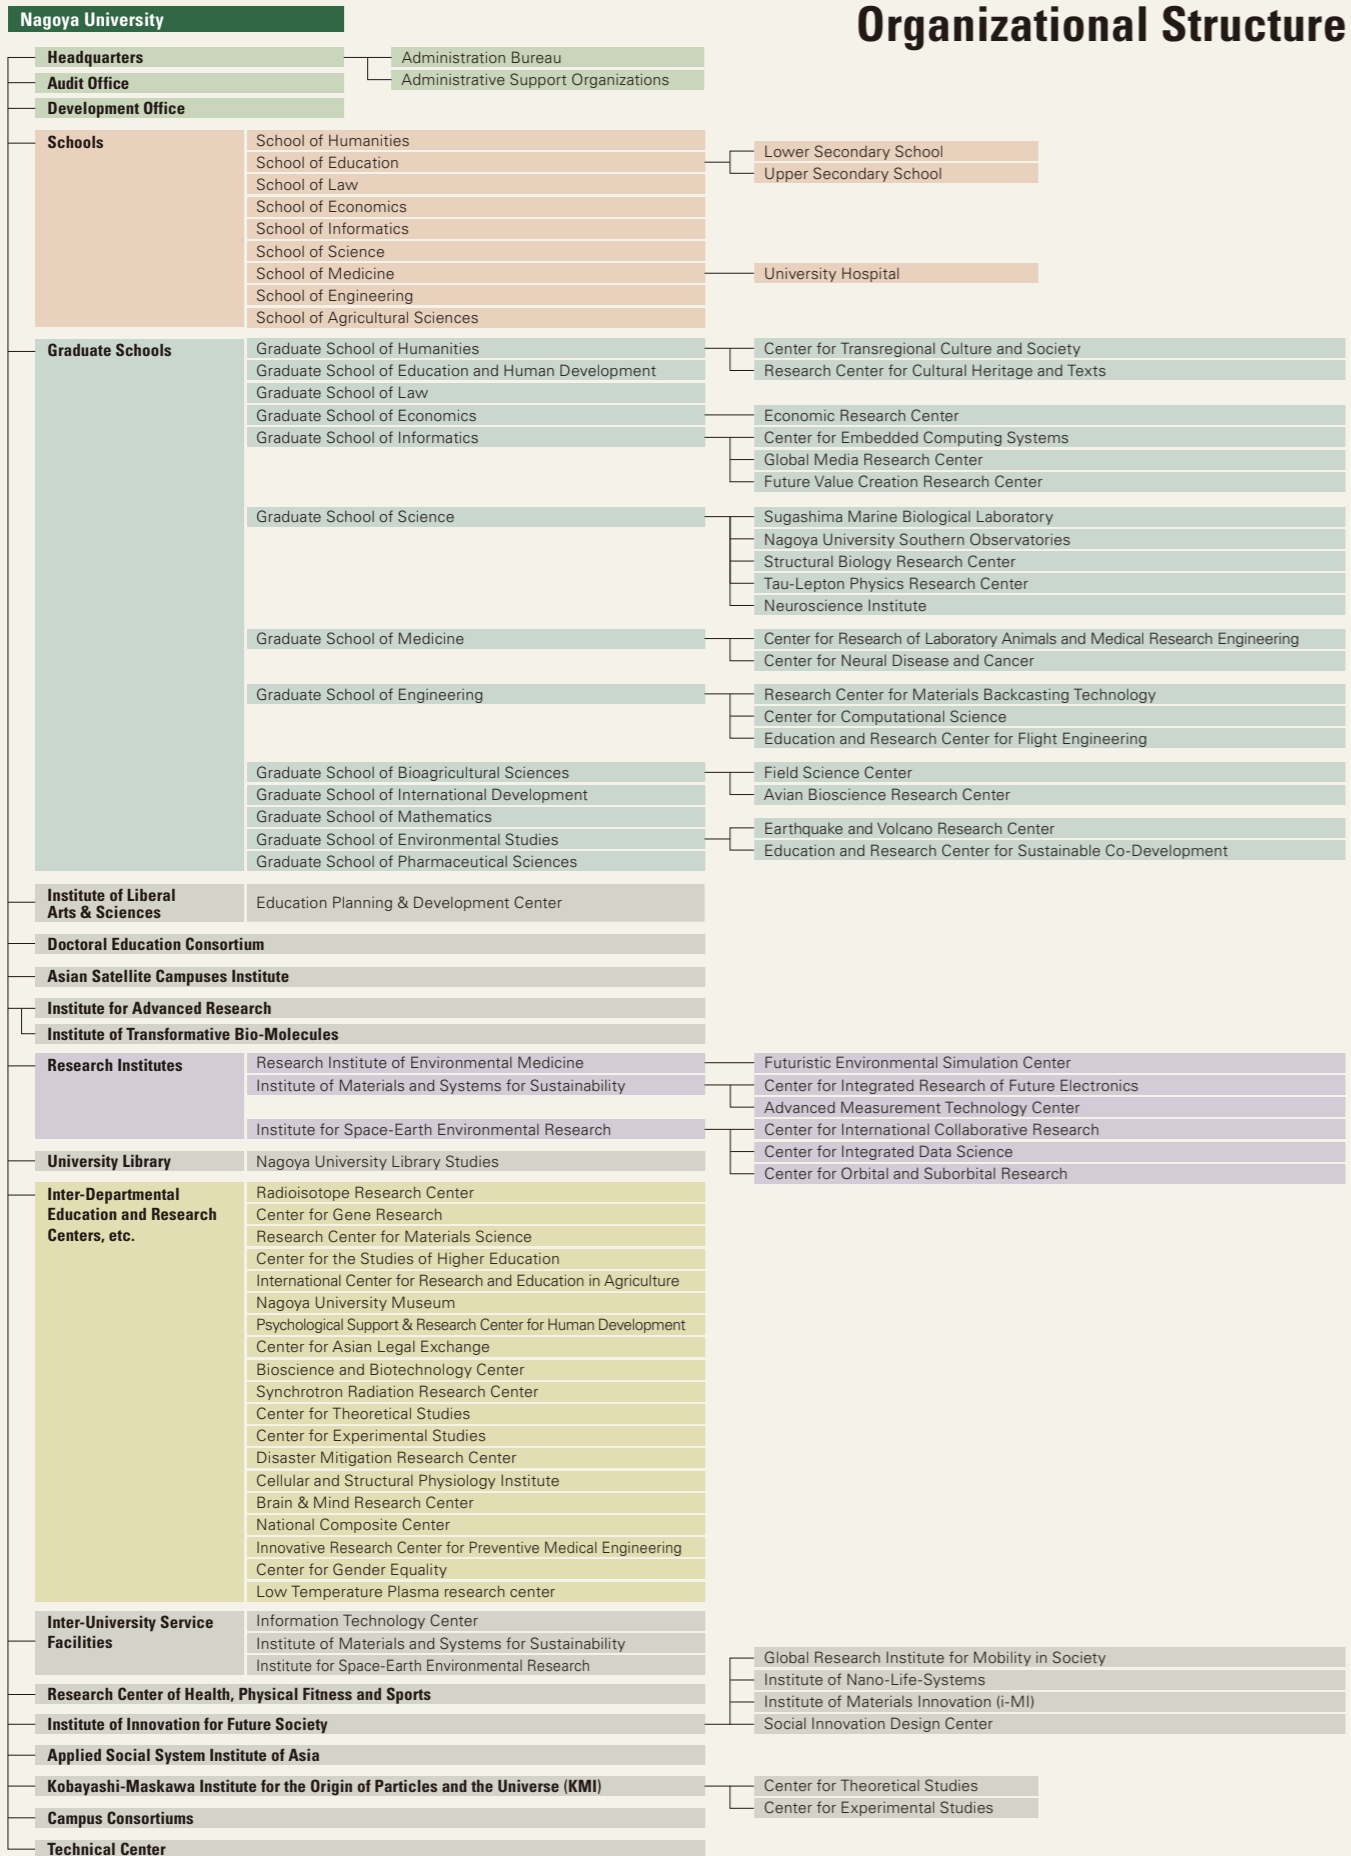 Organizational Structure
Nagoya University
Headquarters
Administration Bureau
Administrative Support Organizations
Audit Office
Development Office
Schools
School of Humanities
School of Education
Lower Secondary School
Upper Secondary School
School of Law
School of Economics
School of Informatics
School of Science
School of Medicine
University Hospital
School of Engineering
School of Agricultural Sciences
Graduate Schools
Graduate School of Humanities
Center for Transregional Culture and Society
Research Center for Cultural Heritage and Texts
Graduate School of Education and Human Development
Graduate School of Law
Graduate School of Economics
Economic Research Center
Graduate School of Informatics
Center for Embedded Computing Systems
Global Media Research Center
Future Value Creation Research Center
Graduate School of Science
Sugashima Marine Biological Laboratory
Nagoya University Southern Observatories
Structural Biology Research Center
Tau-Lepton Physics Research Center
Neuroscience Institute
Graduate School of Medicine
Center for Research of Laboratory Animals and Medical Research Engineering
Center for Neural Disease and Cancer
Graduate School of Engineering
Research Center for Materials Backcasting Technology
Center for Computational Science
Education and Research Center for Flight Engineering
Graduate School of Bioagricultural Sciences
Field Science Center
Avian Bioscience Research Center
Graduate School of International Development
Graduate School of Mathematics
Graduate School of Environmental Studies
Earthquake and Volcano Research Center
Education and Research Center for Sustainable Co-Development
Graduate School of Pharmaceutical Sciences
Institute of Liberal
Arts & Sciences
Education Planning & Development Center
Doctoral Education Consortium
Asian Satellite Campuses Institute
Institute for Advanced Research
Institute of Transformative Bio-Molecules
Research Institutes
Research Institute of Environmental Medicine
Futuristic Environmental Simulation Center
Institute of Materials and Systems for Sustainability
Center for Integrated Research of Future Electronics
Advanced Measurement Technology Center
Institute for Space-Earth Environmental Research
Center for International Collaborative Research
Center for Integrated Data Science
Center for Orbital and Suborbital Research
University Library
Nagoya University Library Studies
Inter-Departmental
Education and Research
Centers, etc.
Radioisotope Research Center
Center for Gene Research
Research Center for Materials Science
Center for the Studies of Higher Education
International Center for Research and Education in Agriculture
Nagoya University Museum
Psychological Support & Research Center for Human Development
Center for Asian Legal Exchange
Bioscience and Biotechnology Center
Synchrotron Radiation Research Center
Center for Theoretical Studies
Center for Experimental Studies
Disaster Mitigation Research Center
Cellular and Structural Physiology Institute
Brain & Mind Research Center
National Composite Center
Innovative Research Center for Preventive Medical Engineering
Center for Gender Equality
Low Temperature Plasma research center
Inter-University Service
Facilities
Information Technology Center
Institute of Materials and Systems for Sustainability
Institute for Space-Earth Environmental Research
Research Center of Health, Physical Fitness and Sports
Institute of Innovation for Future Society
Global Research Institute for Mobility in Society
Institute of Nano-Life-Systems
Institute of Materials Innovation (i-MI)
Social Innovation Design Center
Applied Social System Institute of Asia
Kobayashi-Maskawa Institute for the Origin of Particles and the Universe (KMI)
Center for Theoretical Studies
Center for Experimental Studies
Campus Consortiums
Technical Center